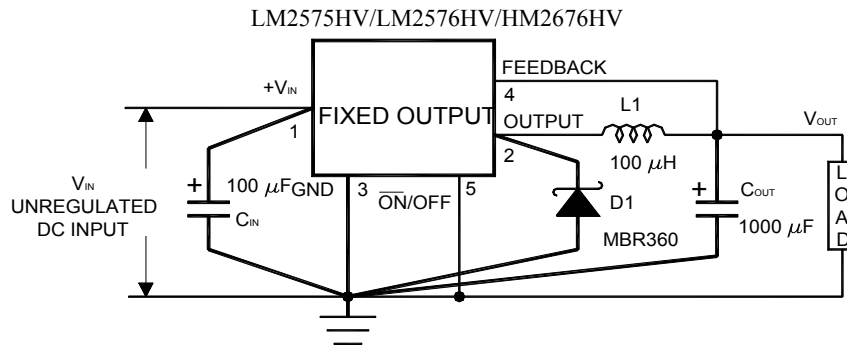 LM2575HV/LM2576HV/HM2676HV
FEEDBACK
+VIN
4
L1
FIXED OUTPUT
OUTPUT
VOUT
1
2
100 µH
VIN
UNREGULATED
DC INPUT
+
100 µF
CIN
GND
3
ON/OFF
5
D1
MBR360
+
COUT
1000 µF
LOAD